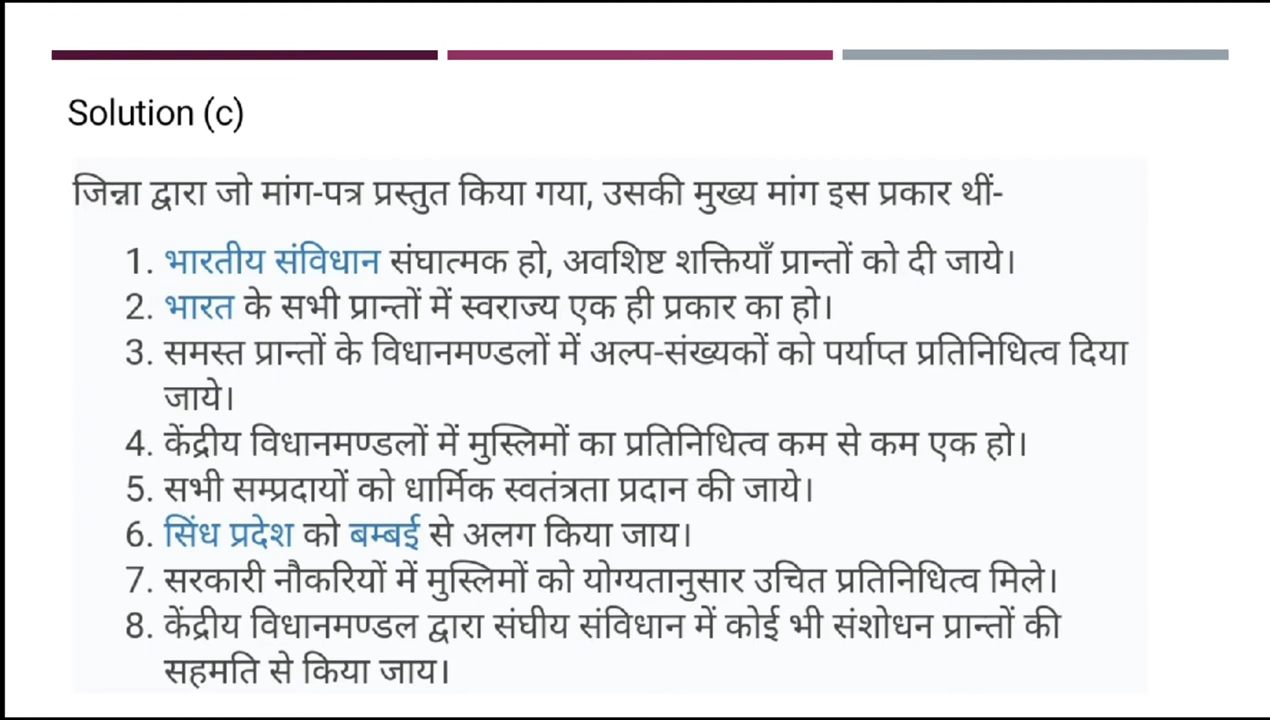 Solution (c)
जिन्ना द्वारा जो मांग-पत्र प्रस्तुत किया गया, उसकी मुख्य मांग इस प्रकार थीं-
1. भारतीय संविधान संघात्मक हो, अवशिष्ट शक्तियाँ प्रान्तों को दी जाये।
2. भारत के सभी प्रान्तों में स्वराज्य एक ही प्रकार का हो।
3. समस्त प्रान्तों के विधानमण्डलों में अल्प-संख्यकों को पर्याप्त प्रतिनिधित्व दिया
जाये।
4. केंद्रीय विधानमण्डलों में मुस्लिमों का प्रतिनिधित्व कम से कम एक हो।
5. सभी सम्प्रदायों को धार्मिक स्वतंत्रता प्रदान की जाये।
6. सिंध प्रदेश को बम्बई से अलग किया जाय।
7. सरकारी नौकरियों में मुस्लिमों को योग्यतानुसार उचित प्रतिनिधित्व मिले।
8. केंद्रीय विधानमण्डल द्वारा संघीय संविधान में कोई भी संशोधन प्रान्तों की
सहमति से किया जाय।